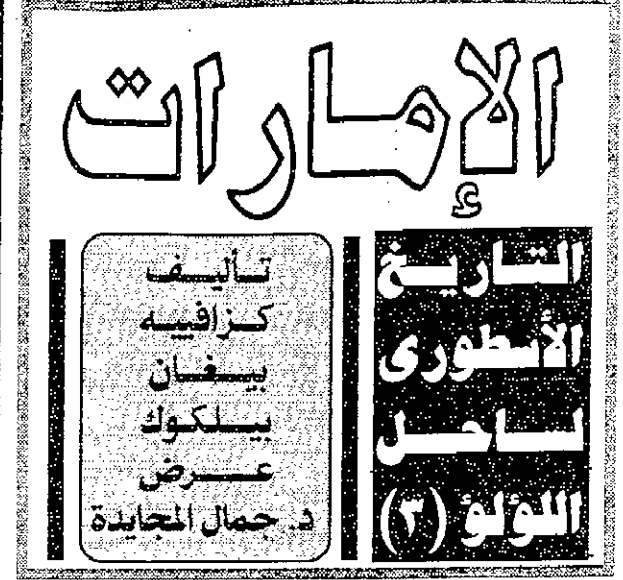 الإمارات
التاريخ
الأسطورى
لساحل
اللؤلؤ (٣)
تأليف
كزافييه
بيغان
بيلكوك
عرض
د. جمال المجايدة